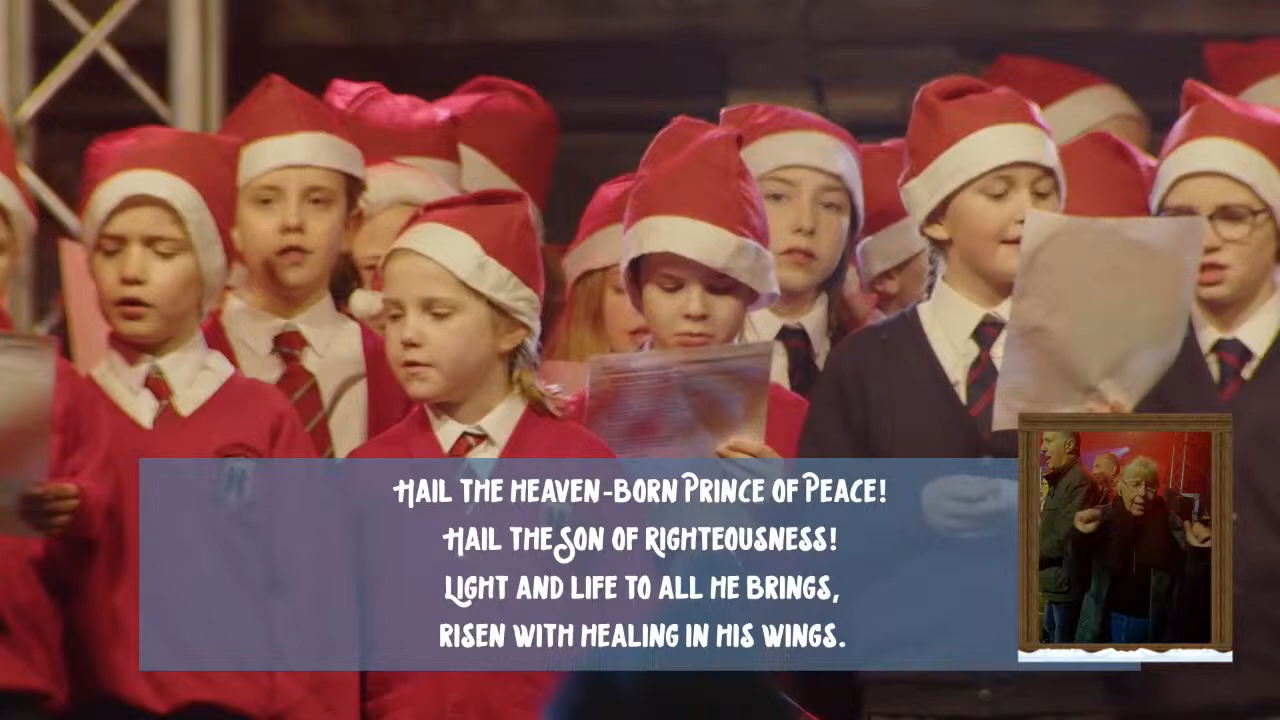 Hail the heaven-born Prince of Peace!
Hail the Son of Righteousness!
Light and life to all He brings,
risen with healing in His wings.